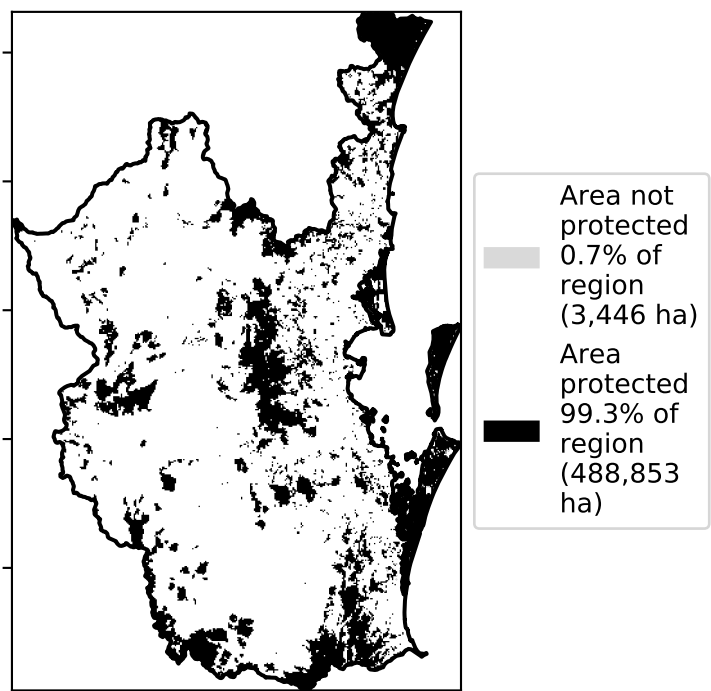 Area not
protected
0.7% of
region
(3,446 ha)
Area
protected
99.3% of
region
(488,853
ha)